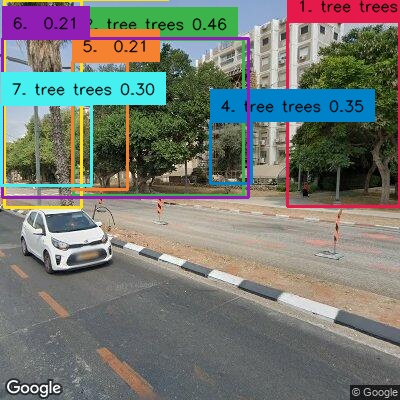 1. tree trees
6. 0.21
2. tree trees 0.46
5. 0.21
7. tree trees 0.30
4. tree trees 0.35
Google
© Google